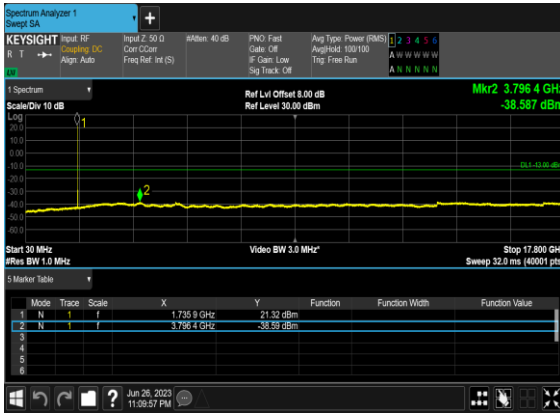 Spectrum Analyzer 1
Swept SA
KEYSIGHT Input: RF Input Z: 50 Ω #Atten: 40 dB PNO: Fast Avg Type: Power (RMS) 1 2 3 4 5 6
R T Coupling: DC Corr CCorr Gate: Off Avg|Hold: 100/100 A W W W W W
Align: Auto Freq Ref: Int (S) IF Gain: Low Trig: Free Run
LXI Sig Track: Off A N N N N N
1 Spectrum Ref Lvl Offset 8.00 dB Mkr2 3.796 4 GHz
Scale/Div 10 dB Ref Level 30.00 dBm -38.587 dBm
Log
1
20.0
10.0
0.00
-10.0
DL1 -13.00 dBm
-20.0
-30.0
2
-40.0
-50.0
-60.0
Start 30 MHz Video BW 3.0 MHz* Stop 17.800 GH
#Res BW 1.0 MHz Sweep 32.0 ms (40001 pts
5 Marker Table
Mode Trace Scale X Y Function Function Width Function Value
1 N 1 f 1.735 9 GHz 21.32 dBm
2 N 1 f 3.796 4 GHz -38.59 dBm
3
4
5
6
Jun 26, 2023
11:09:57 PM